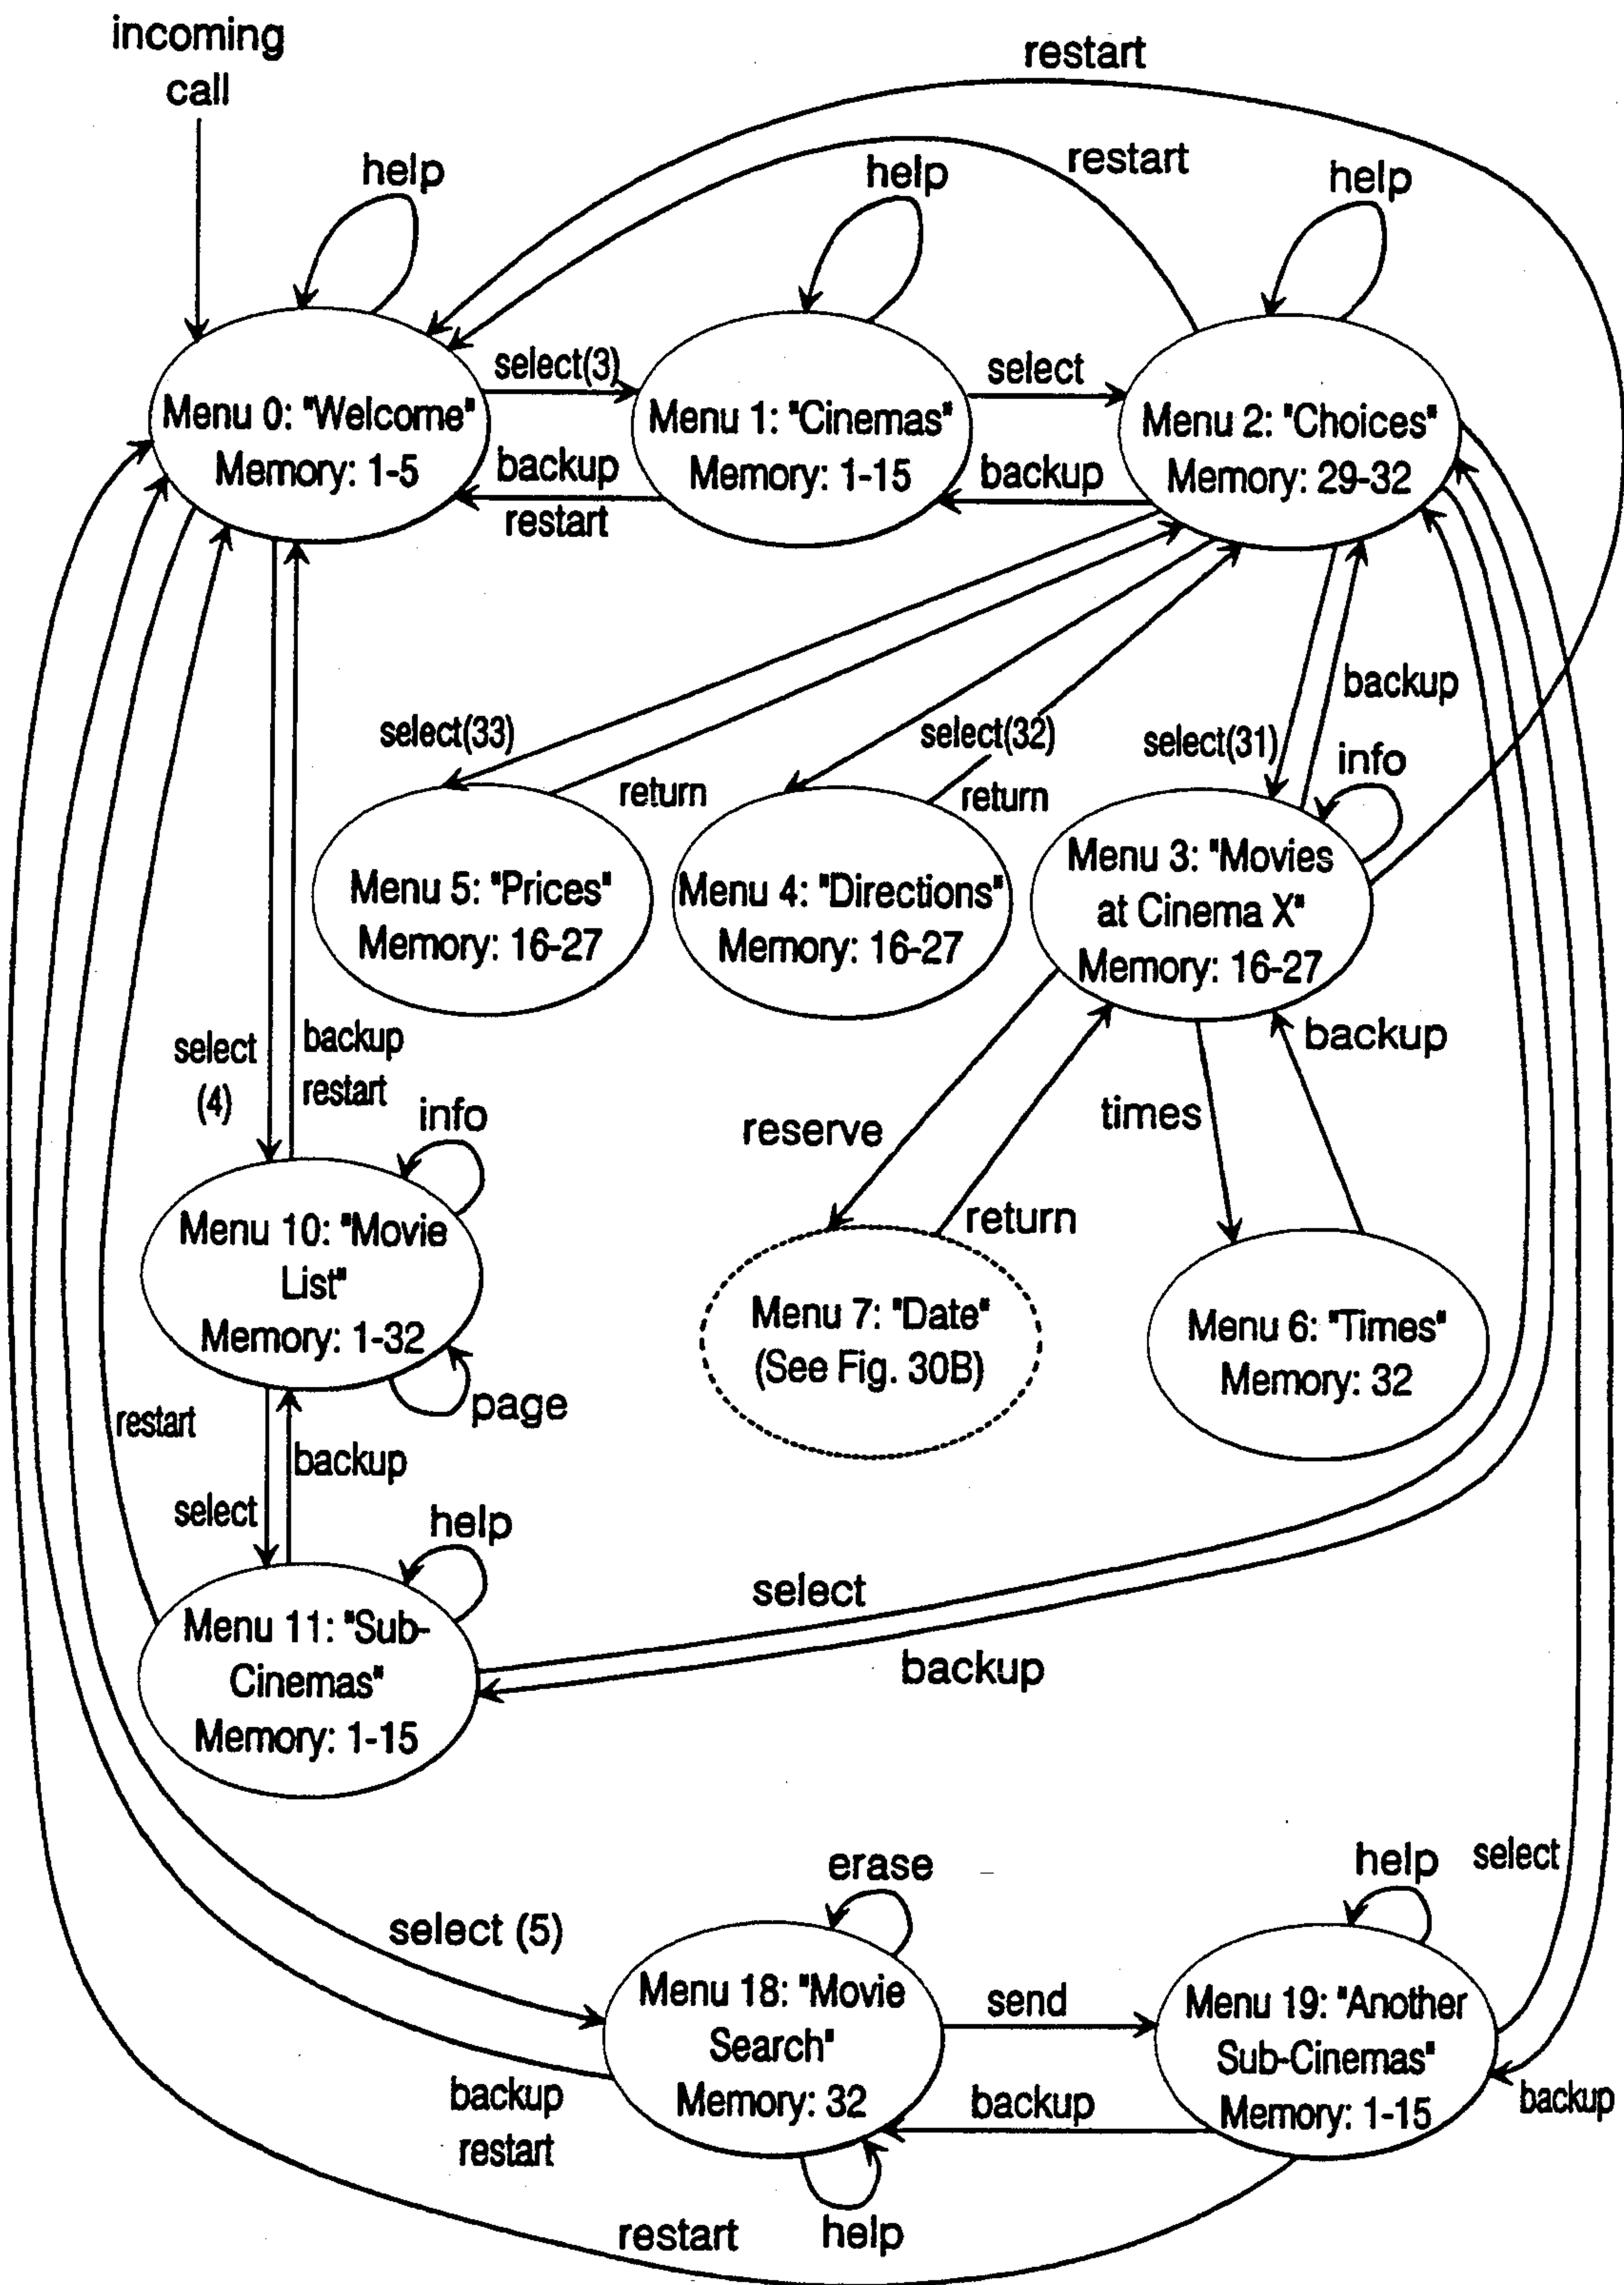 incoming
call
restart
restart
help
help
help
select(3)
select
Menu 0: "Welcome"
Memory: 1-5
Menu 1: "Cinemas"
Memory: 1-15
Menu 2: "Choices"
Memory: 29-32
backup
restart
backup
backup
select(33)
select(32)
select(31)
info
return
return
Menu 5: "Prices"
Memory: 16-27
Menu 4: "Directions"
Memory: 16-27
Menu 3: "Movies
at Cinema X"
Memory: 16-27
select
(4)
backup
restart
info
backup
reserve
times
return
Menu 10: "Movie
List"
Memory: 1-32
Menu 7: "Date"
(See Fig. 30B)
Menu 6: "Times"
Memory: 32
page
restart
backup
select
help
select
backup
Menu 11: "Sub-
Cinemas"
Memory: 1-15
erase
help
select
select (5)
Menu 18: "Movie
Search"
Memory: 32
send
Menu 19: "Another
Sub-Cinemas"
Memory: 1-15
backup
restart
backup
backup
restart
help